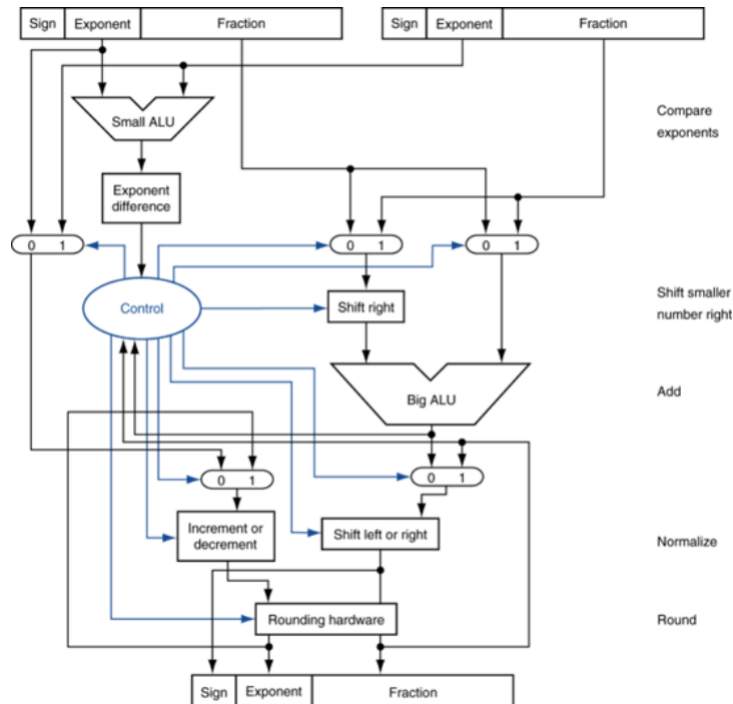 Sign Exponent Fraction Sign Exponent Fraction
Small ALU
Compare
exponents
Exponent
difference
0 1 0 1 0 1
Control
Shift right
Shift smaller
number right
Big ALU
Add
0 1 0 1
Increment or
decrement
Shift left or right
Normalize
Rounding hardware
Round
Sign Exponent Fraction